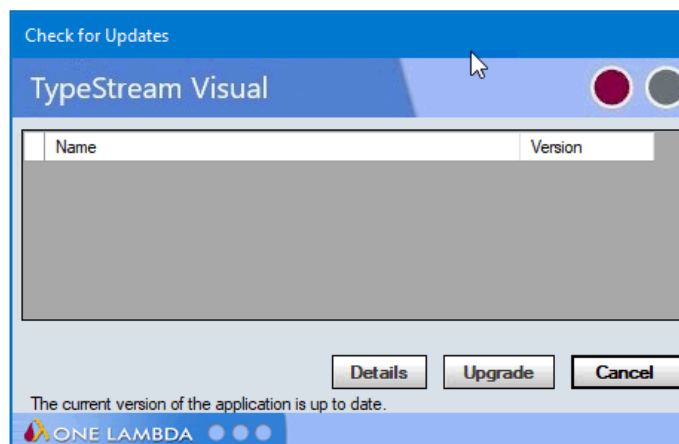 Check for Updates
TypeStream Visual
Name Version
Details Upgrade Cancel
The current version of the application is up to date.
ONE LAMBDA